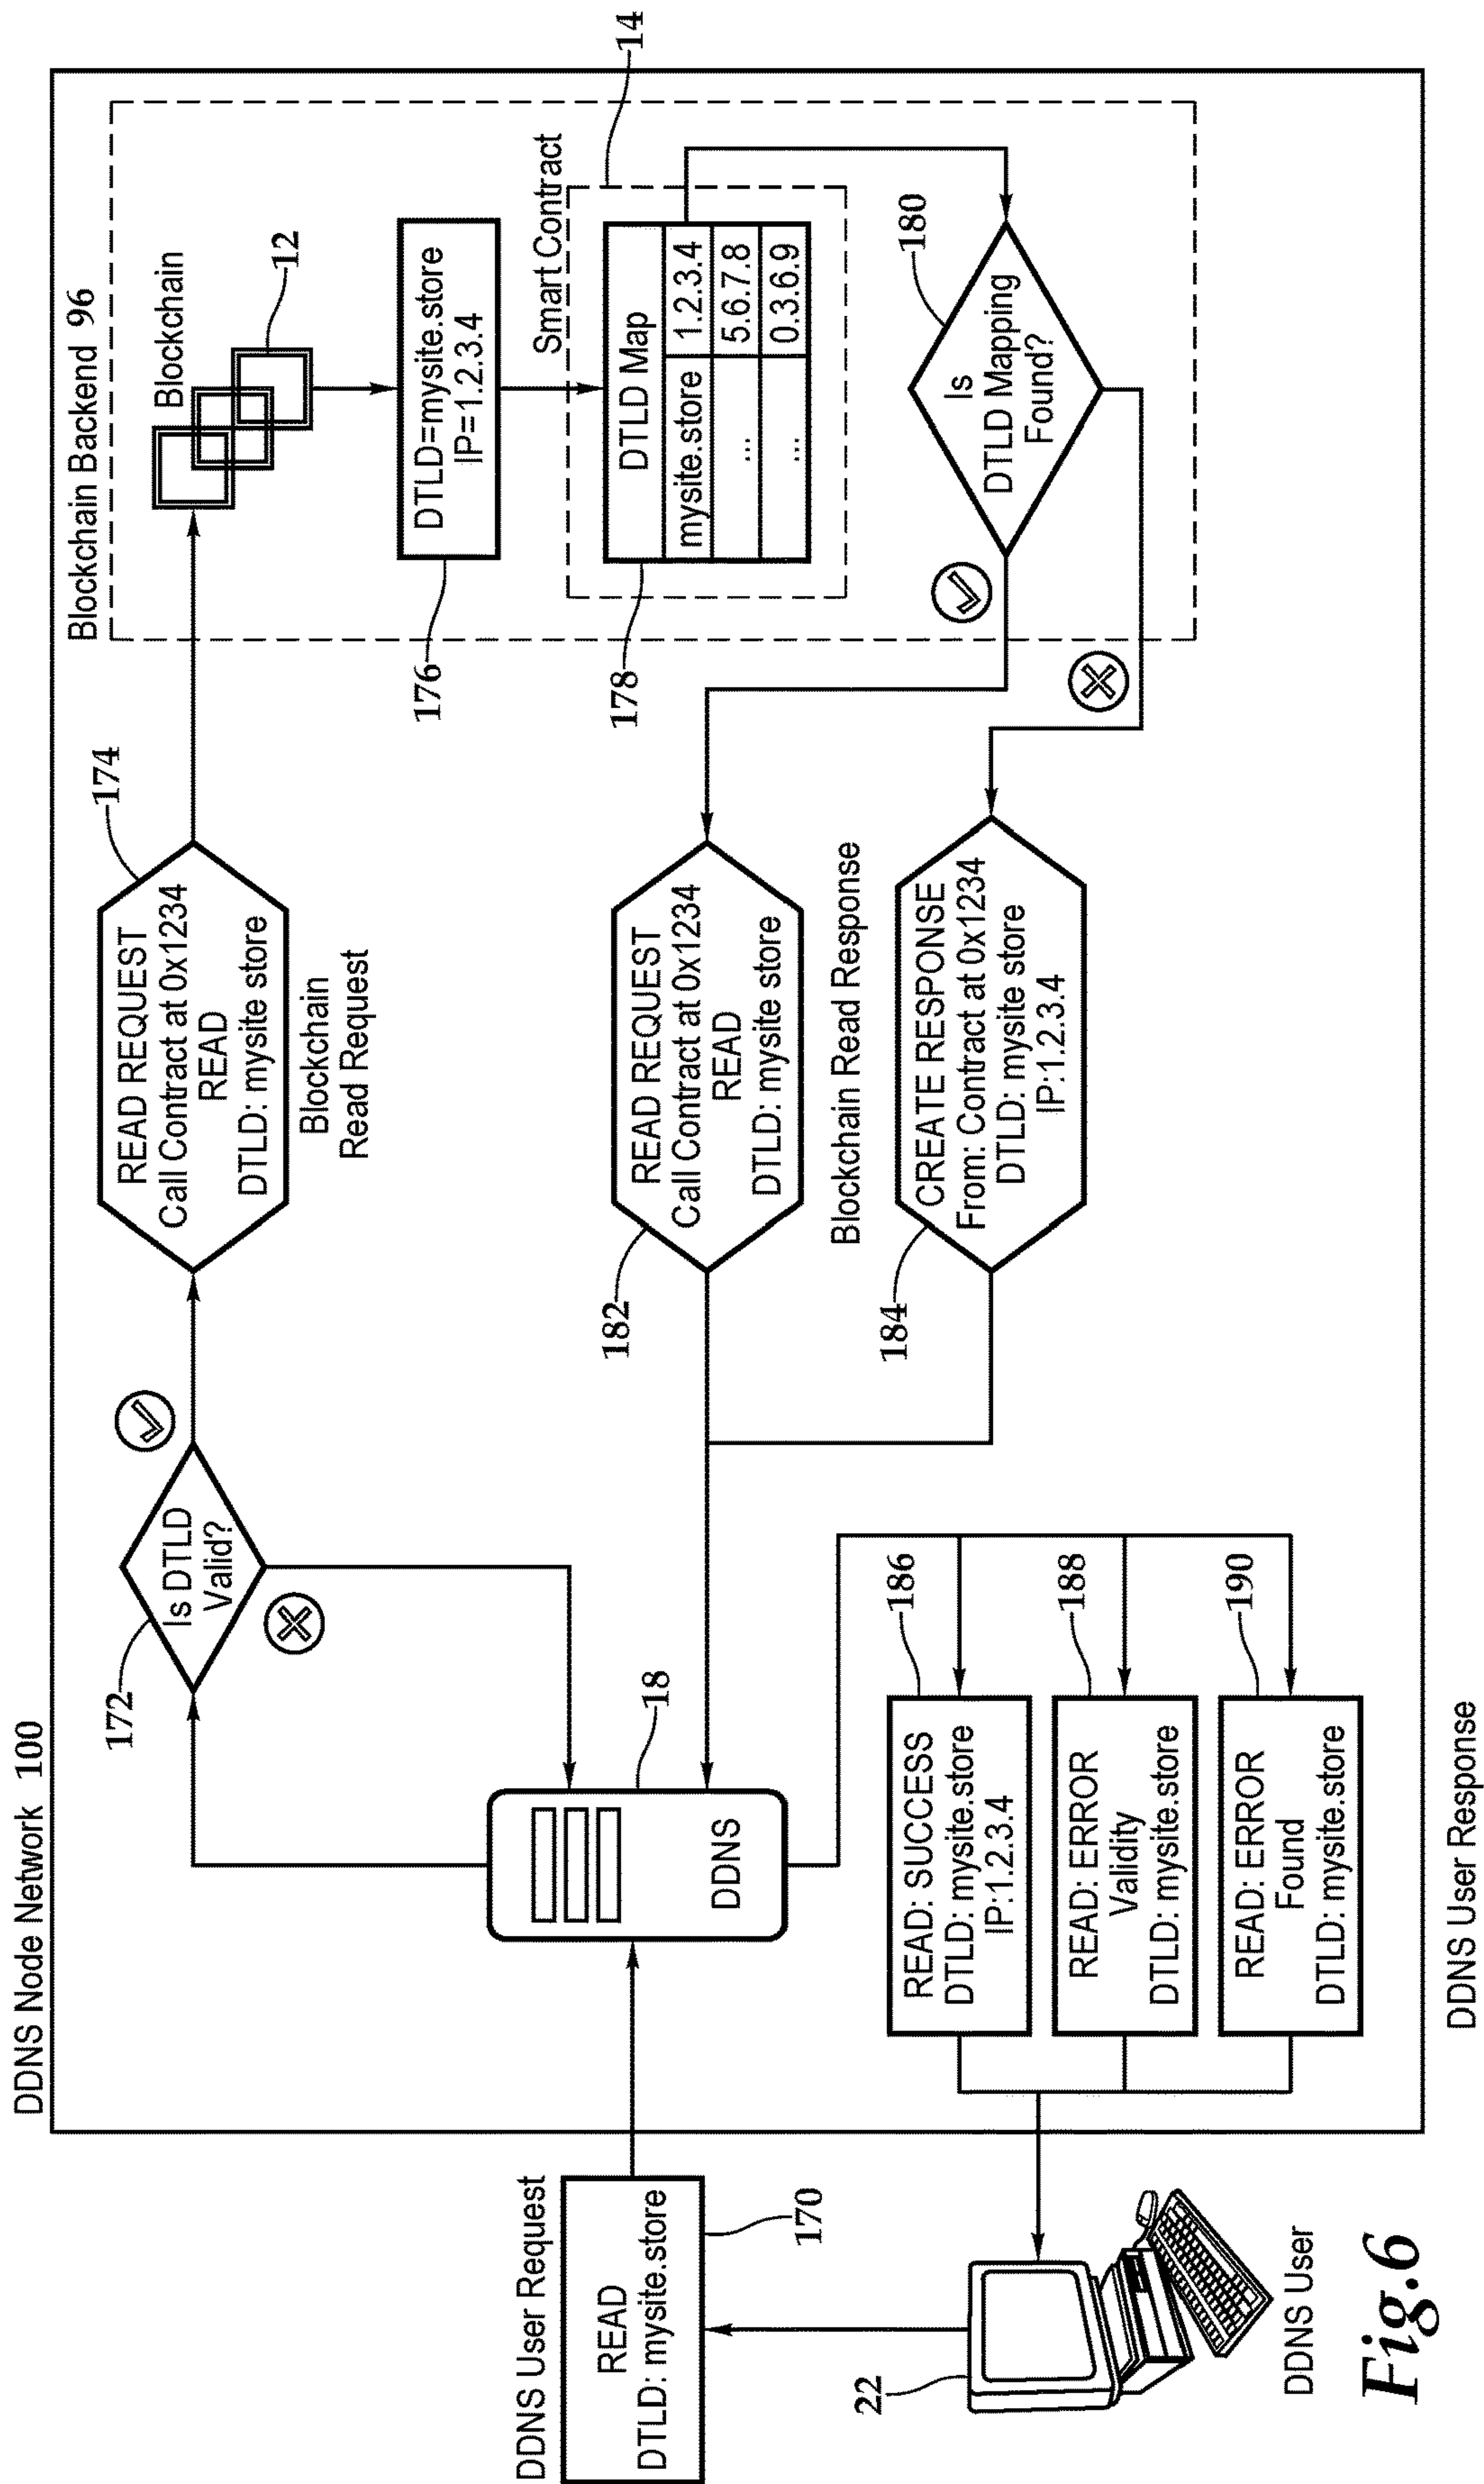 DDNS Node Network 100
Blockchain Backend 96
172
Is DTLD
Valid?
174
READ REQUEST
Call Contract at 0x1234
READ
DTLD: mysite store
Blockchain
Read Request
Blockchain
12
176
DTLD=mysite.store
IP=1.2.3.4
Smart Contract
14
178
DTLD Map
mysite.store 1.2.3.4
... 5.6.7.8
... 0.3.6.9
180
Is
DTLD Mapping
Found?
182
READ REQUEST
Call Contract at 0x1234
READ
DTLD: mysite store
Blockchain Read Response
184
CREATE RESPONSE
From: Contract at 0x1234
DTLD: mysite store
IP:1.2.3.4
18
DDNS
DDNS User Request
READ
DTLD: mysite.store
170
186
READ: SUCCESS
DTLD: mysite.store
IP:1.2.3.4
188
READ: ERROR
Validity
DTLD: mysite.store
190
READ: ERROR
Found
DTLD: mysite.store
22
DDNS User
DDNS User Response
Fig.6